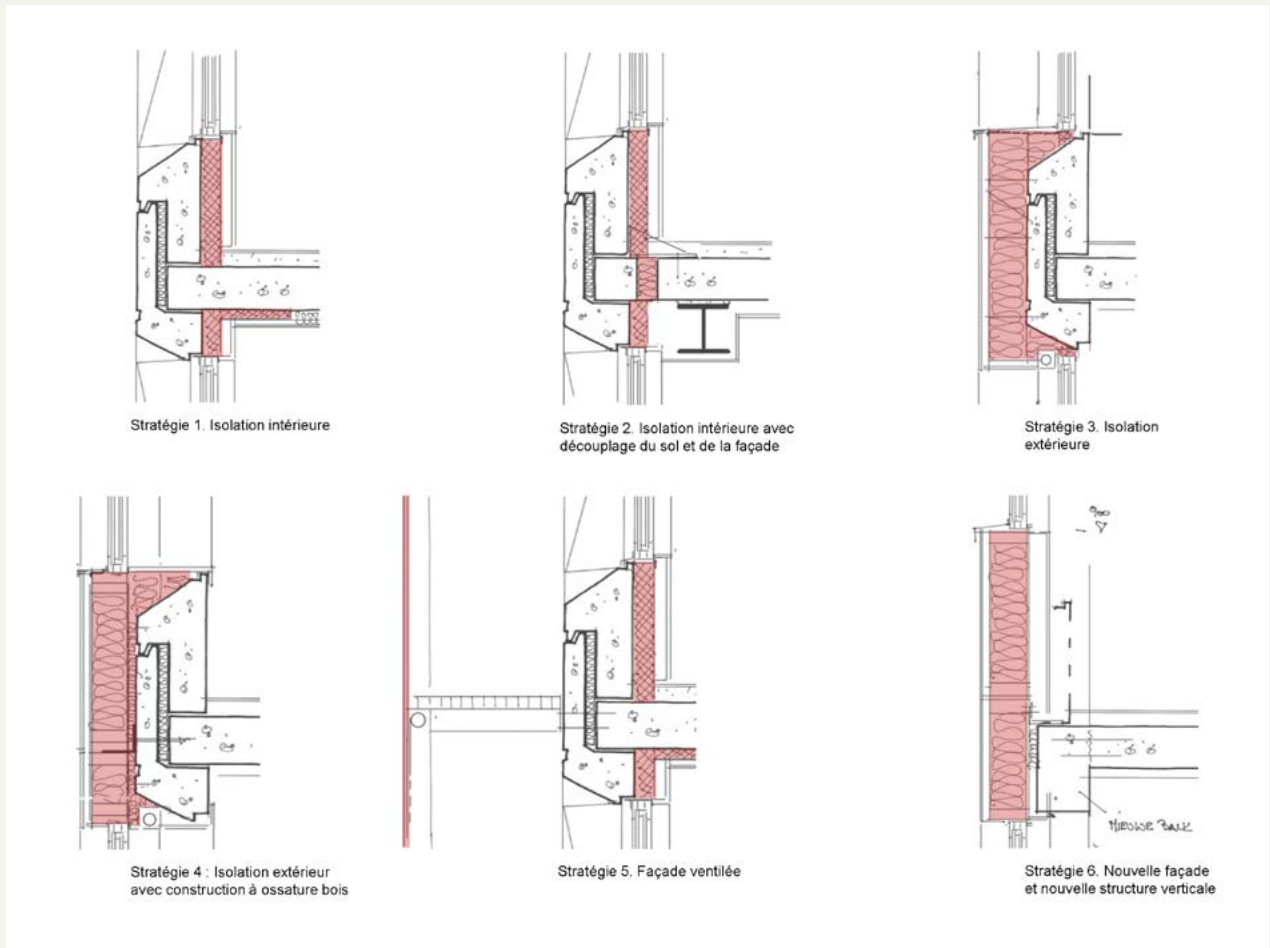 Stratégie 1. Isolation intérieure
Stratégie 2. Isolation intérieure avec
découplage du sol et de la façade
Stratégie 3. Isolation
extérieure
Stratégie 4 : Isolation extérieur
avec construction à ossature bois
Stratégie 5. Façade ventilée
NIEUWE BALK
Stratégie 6. Nouvelle façade
et nouvelle structure verticale